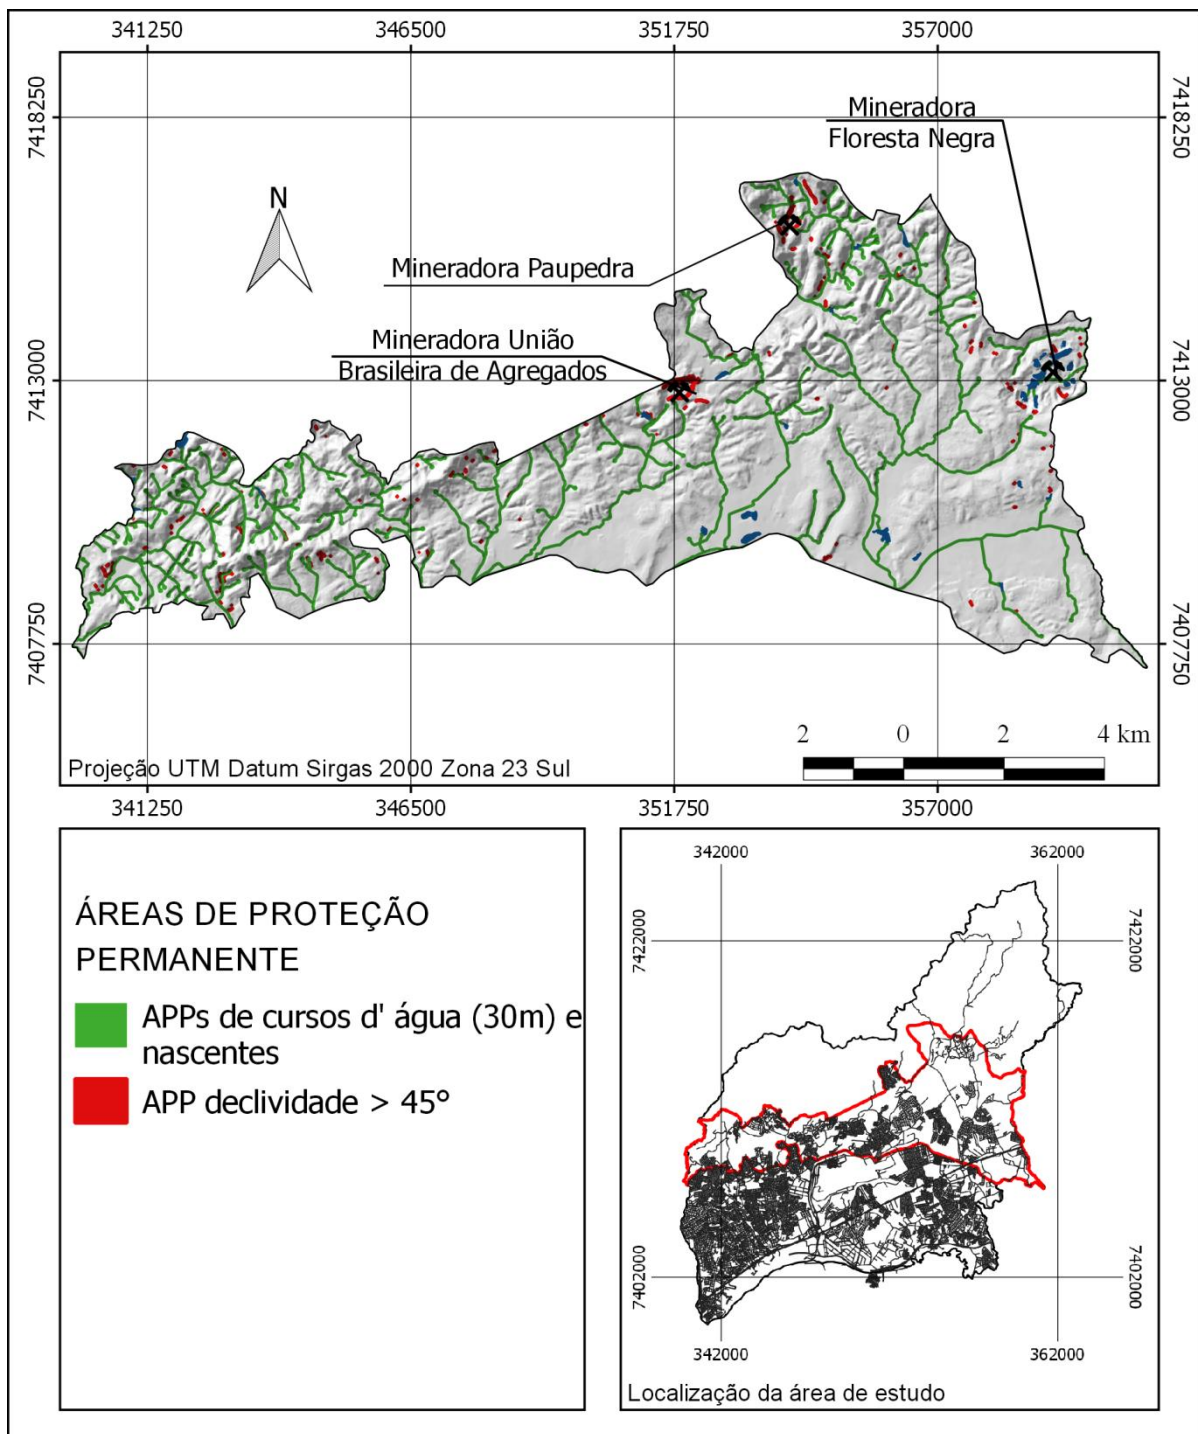 341250
346500
351750
357000
7418250
7418250
Mineradora
Floresta Negra
N
Mineradora Paupedra
Mineradora União
Brasileira de Agregados
7413000
7413000
7407750
7407750
2
0
2
4 km
Projeção UTM Datum Sirgas 2000 Zona 23 Sul
341250
346500
351750
357000
ÁREAS DE PROTEÇÃO
PERMANENTE
APPs de cursos d' água (30m) e
nascentes
APP declividade > 45°
342000
362000
7422000
7422000
7402000
7402000
342000
362000
Localização da área de estudo